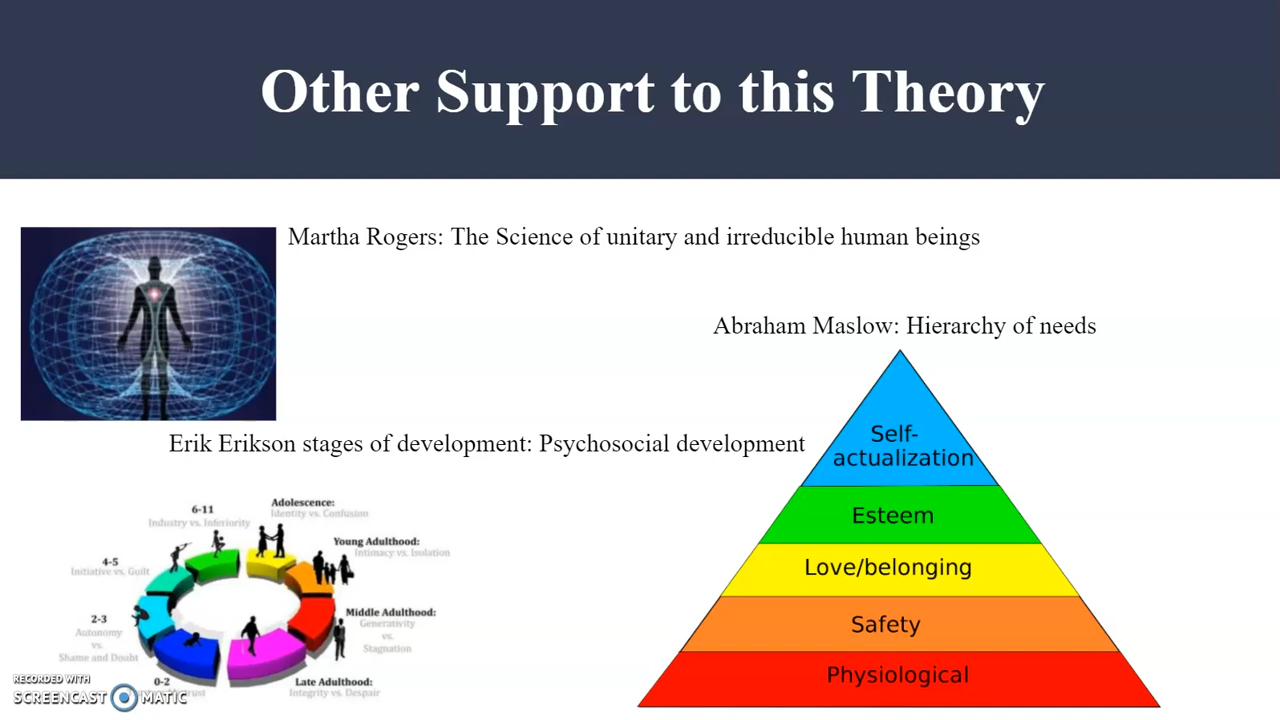 Other Support to this Theory
Martha Rogers: The Science of unitary and irreducible human beings
Abraham Maslow: Hierarchy of needs
Self-
actualization
Esteem
Love/belonging
Safety
Physiological
Erik Erikson stages of development: Psychosocial development
Adolescence:
Identity vs. Confusion
6-11
Industry vs. Inferiority
Young Adulthood:
Intimacy vs. Isolation
4-5
Initiative vs. Guilt
Middle Adulthood:
Generativity
vs.
Stagnation
2-3
Autonomy
vs.
Shame and Doubt
0-2
Late Adulthood:
Integrity vs. Despair
RECORDED WITH
SCREENCAST MATIC